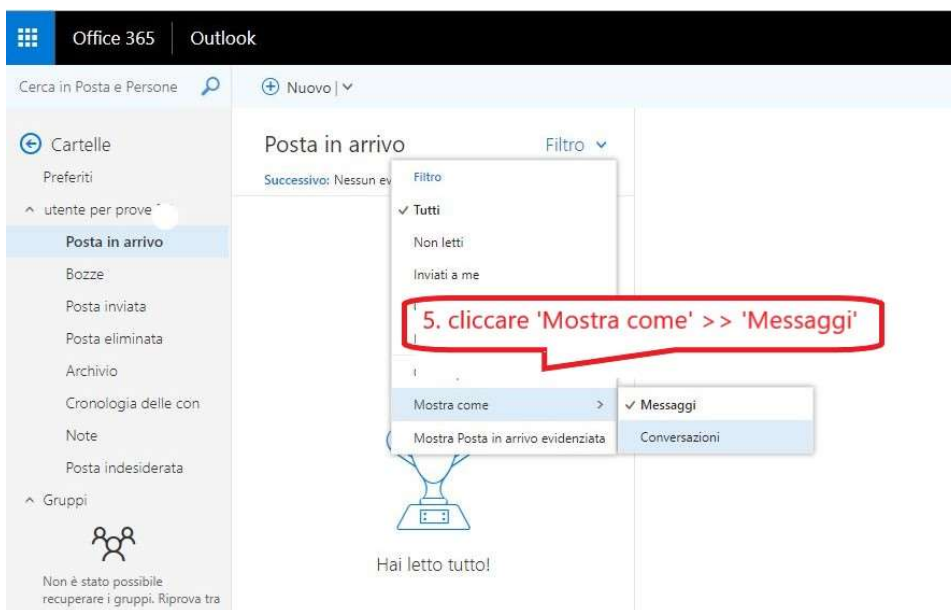 Office 365 Outlook
Cerca in Posta e Persone
Nuovo
Cartelle
Preferiti
utente per prove
Posta in arrivo
Bozze
Posta inviata
Posta eliminata
Archivio
Cronologia delle con
Note
Posta indesiderata
Gruppi
Non è stato possibile
recuperare i gruppi. Riprova tra
Posta in arrivo Filtro
Successivo: Nessun ev
Filtro
Tutti
Non letti
Inviati a me
5. cliccare 'Mostra come' >> 'Messaggi'
Mostra come
Mostra Posta in arrivo evidenziata
Messaggi
Conversazioni
Hai letto tutto!